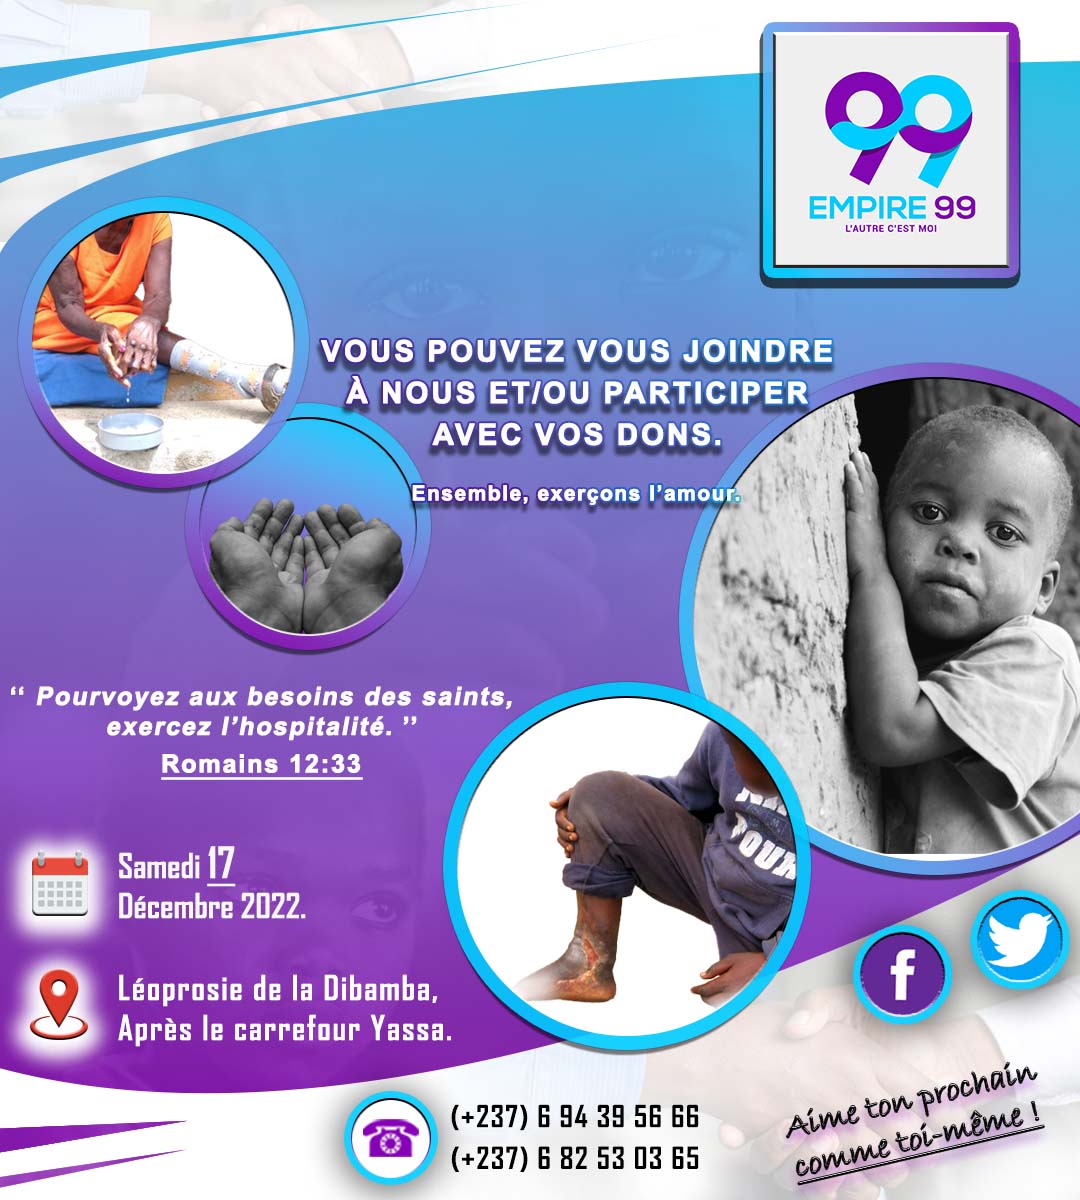 99
EMPIRE 99
L'AUTRE C'EST MOI
VOUS POUVEZ VOUS JOINDRE
À NOUS ET/OU PARTICIPER
AVEC VOS DONS.
Ensemble, exerçons l’amour.
‘‘ Pourvoyez aux besoins des saints,
exercez l’hospitalité. ’’
Romains 12:33
Samedi 17
Décembre 2022.
Léoprosie de la Dibamba,
Après le carrefour Yassa.
f
(+237) 6 94 39 56 66
(+237) 6 82 53 03 65
Aime ton prochain
comme toi-même !